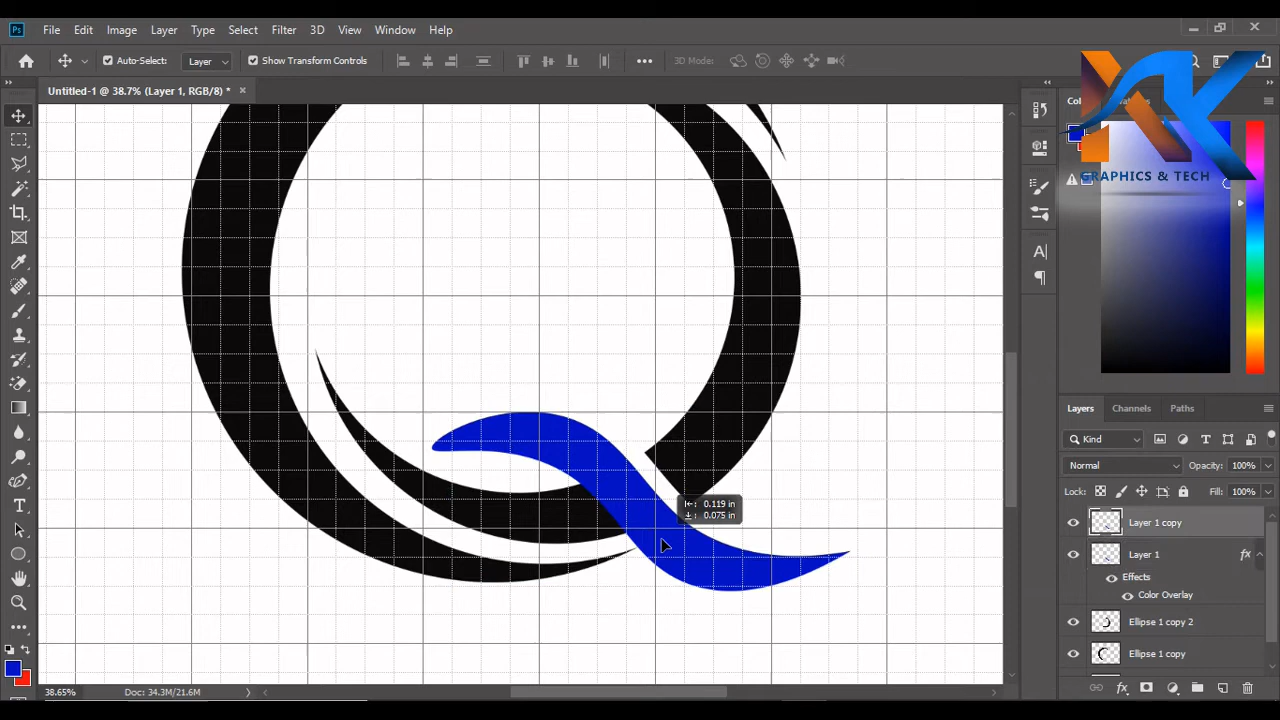 Ps File Edit Image Layer Type Select Filter 3D View Window Help
Auto-Select: Layer Show Transform Controls 3D Mode:
Untitled-1 @ 38.7% (Layer 1, RGB/8) *
GRAPHICS & TECH
0.119 in
0.075 in
Layers Channels Paths
Kind
Normal Opacity: 100%
Lock: Fill: 100%
Layer 1 copy
Layer 1 fx
Effects
Color Overlay
Ellipse 1 copy 2
Ellipse 1 copy
38.65% Doc: 34.3M/21.6M